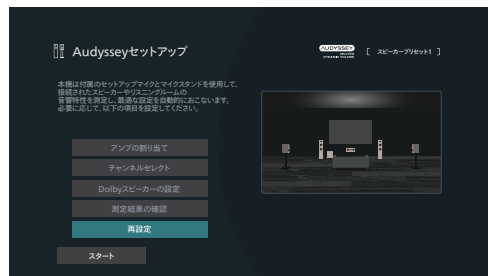 Audysseyセットアップ
AUDYSSEY
MULTEQ
DYNAMIC VOLUME
[ スピーカープリセット1 ]
本機は付属のセットアップマイクとマイクスタンドを使用して、
接続されたスピーカーやリスニングルームの
音響特性を測定し、最適な設定を自動的におこないます。
必要に応じて、以下の項目を設定してください。
アンプの割り当て
チャンネルセレクト
Dolbyスピーカーの設定
測定結果の確認
再設定
スタート